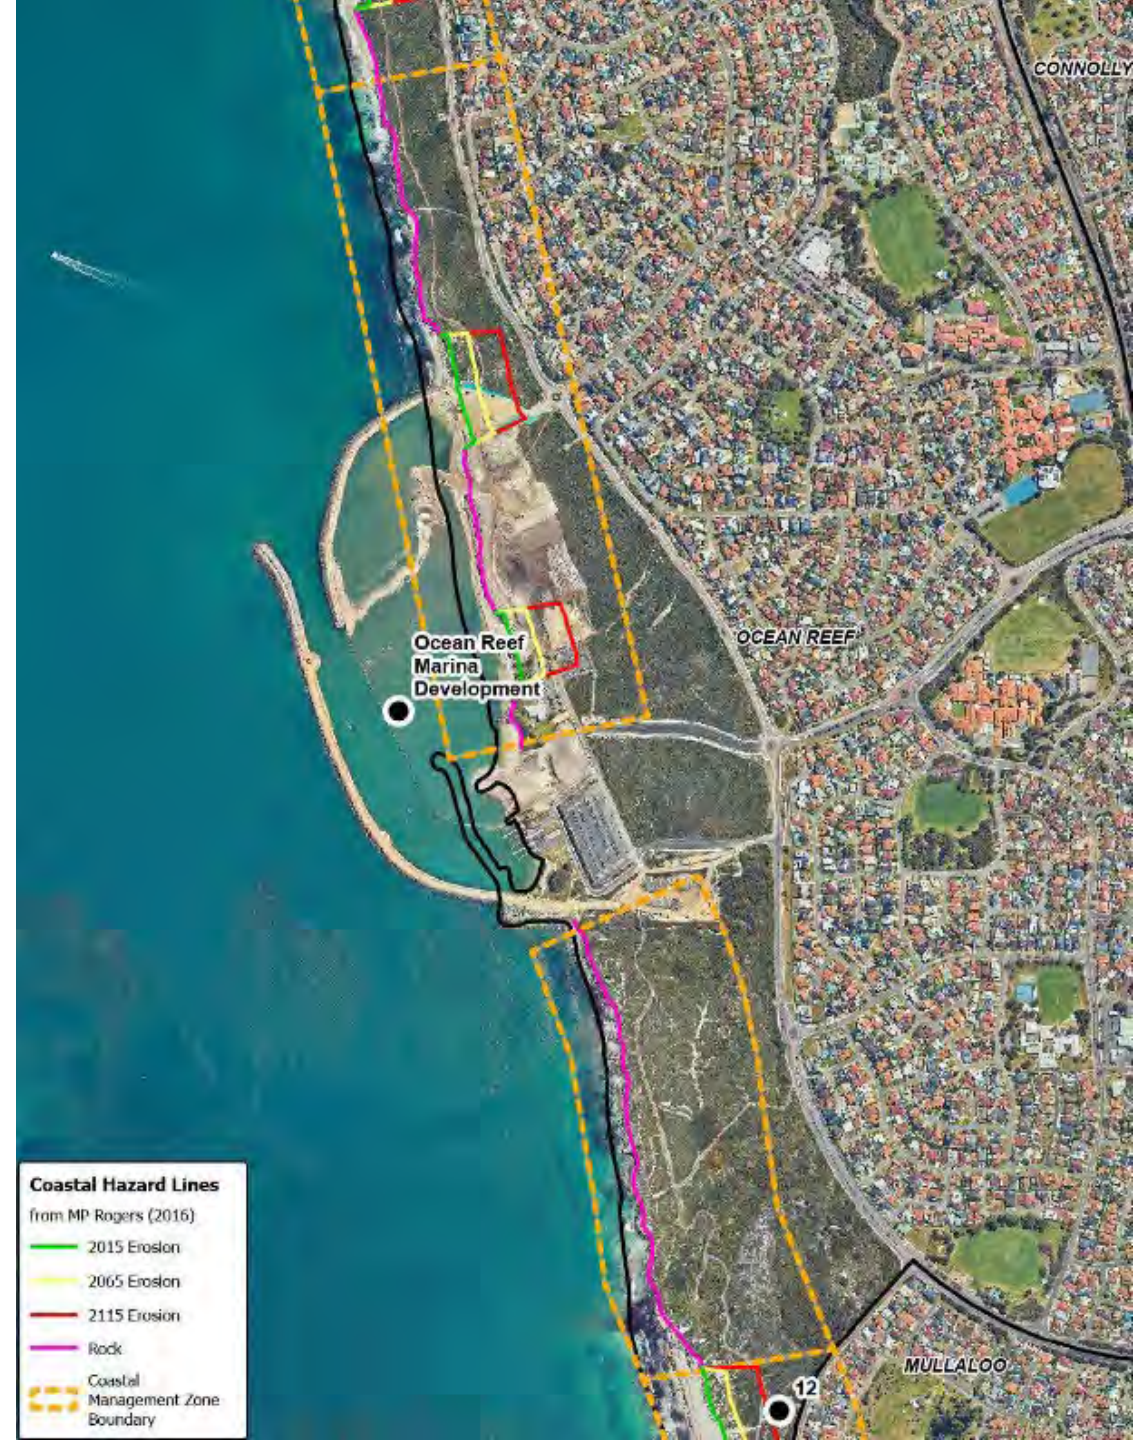 CONNOLLY
OCEAN REEF
Ocean Reef
Marina
Development
MULLALOO
12
Coastal Hazard Lines
from MP Rogers (2016)
2015 Erosion
2065 Erosion
2115 Erosion
Rock
Coastal
Management Zone
Boundary